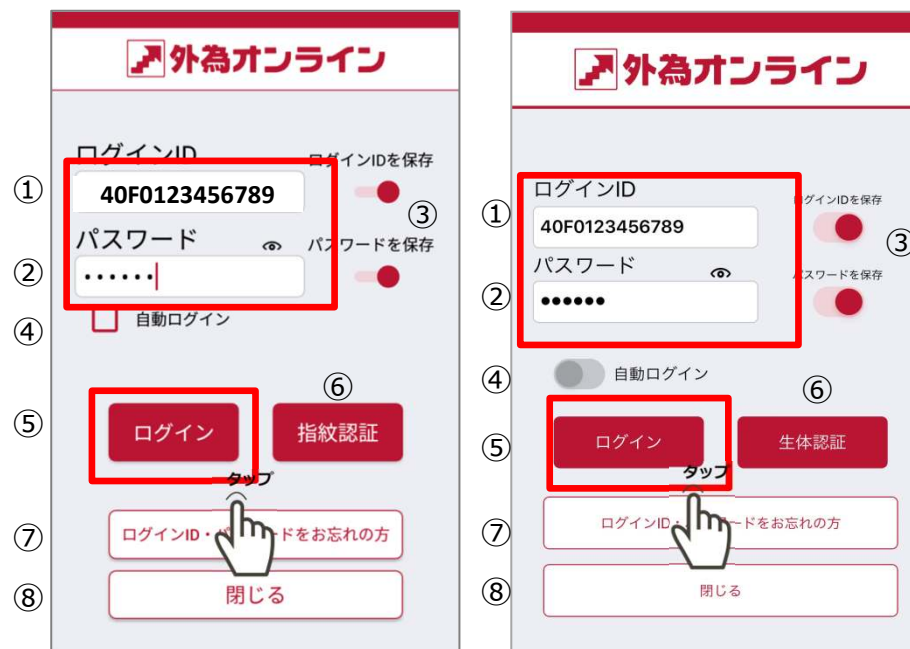 外為オンライン
ログインID
ログインIDを保存
①
40F0123456789
③
パスワード
パスワードを保存
②
••••••
④
自動ログイン
⑥
⑤
ログイン
指紋認証
タップ
⑦
ログインID・パ ードをお忘れの方
⑧
閉じる
外為オンライン
ログインID
グインIDを保存
①
40F0123456789
③
パスワード
スワードを保存
②
••••••
④
自動ログイン
⑥
⑤
ログイン
生体認証
タップ
⑦
ログインID・ ードをお忘れの方
⑧
閉じる